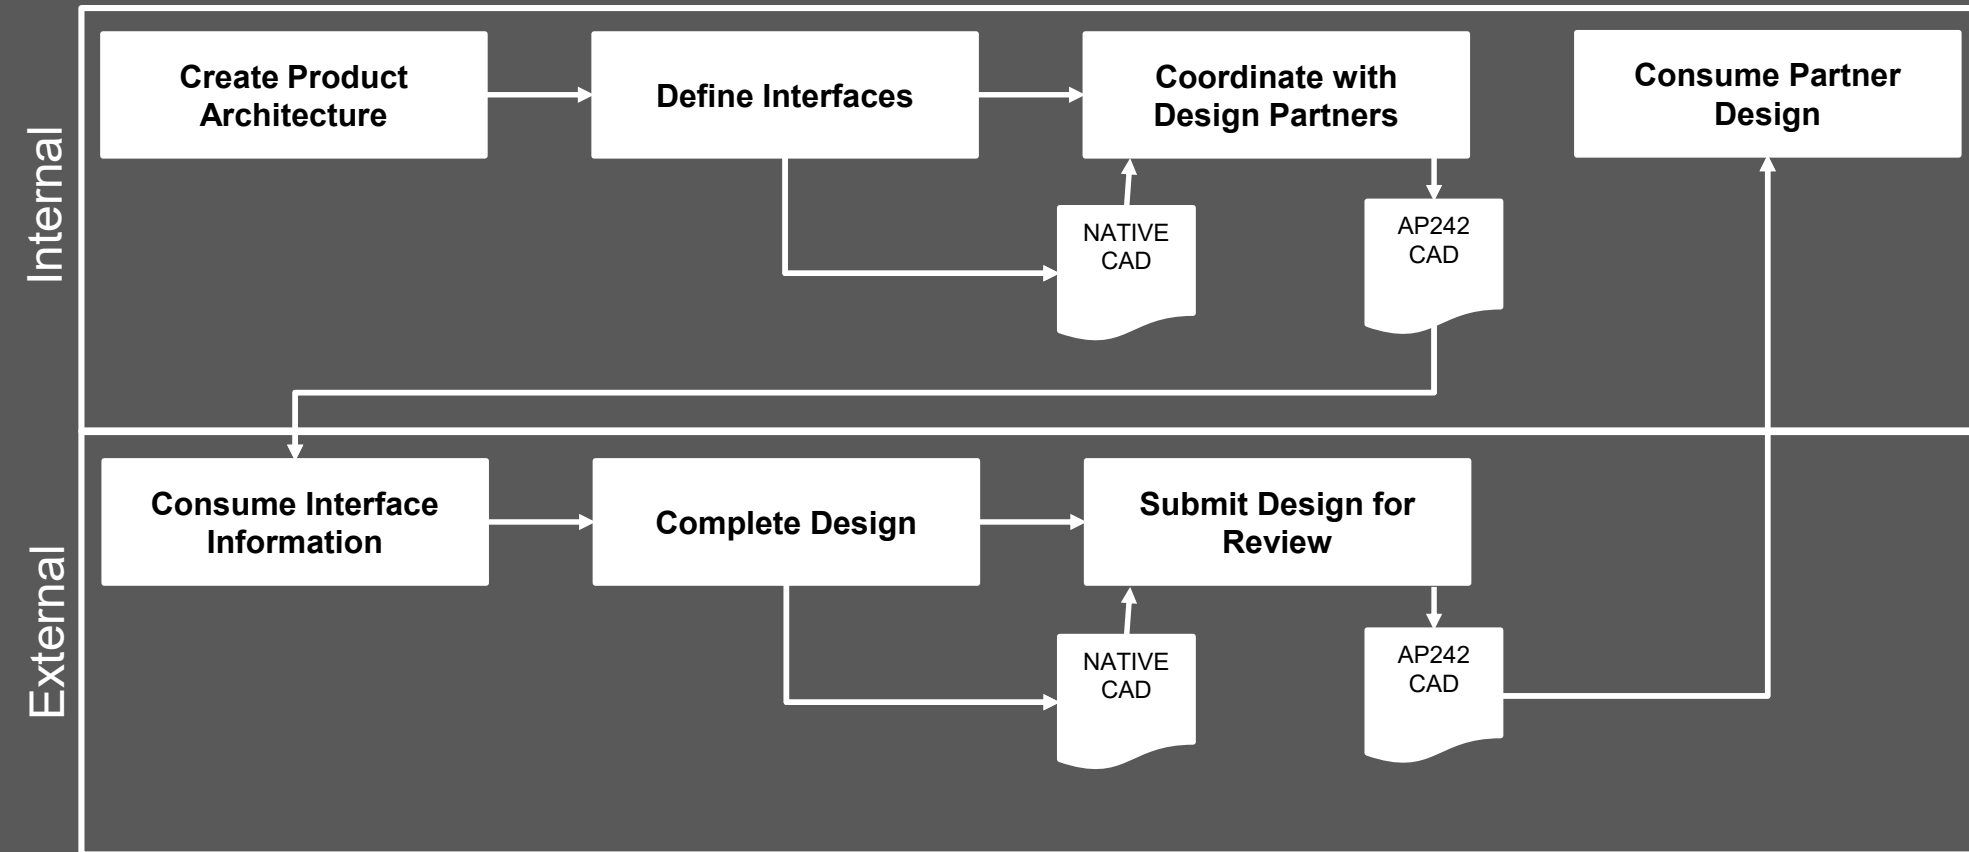 Internal
Create Product
Architecture
Define Interfaces
Coordinate with
Design Partners
Consume Partner
Design
NATIVE
CAD
AP242
CAD
External
Consume Interface
Information
Complete Design
Submit Design for
Review
NATIVE
CAD
AP242
CAD